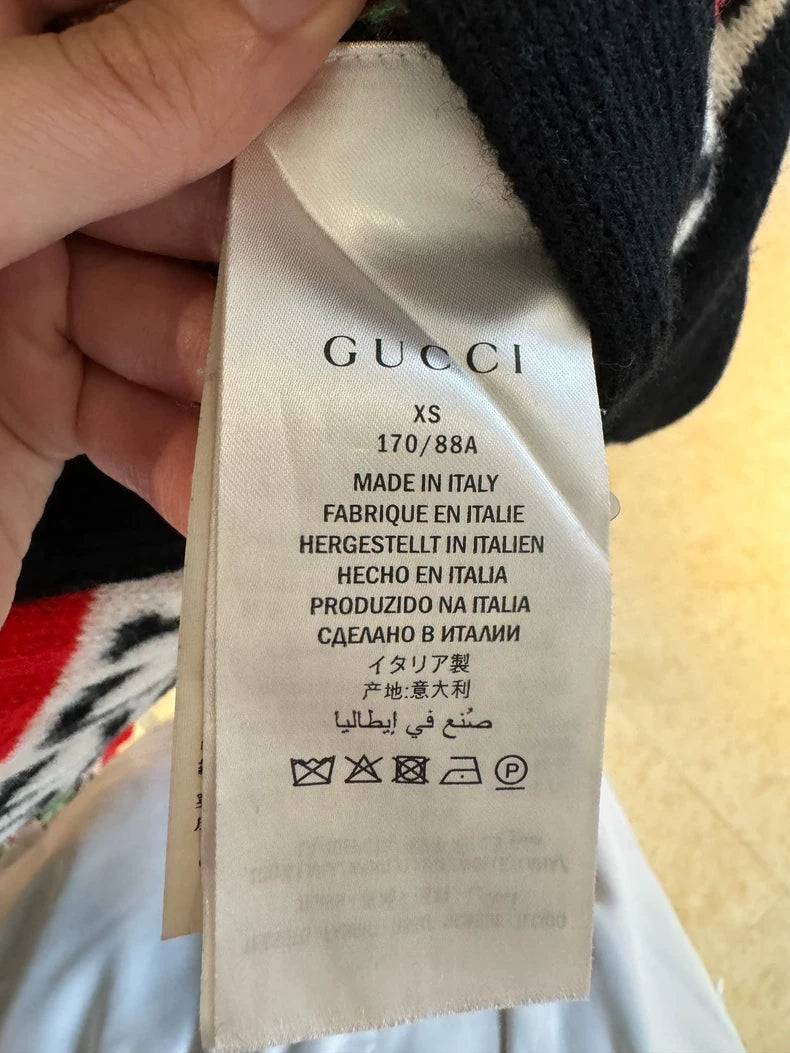 GUCCI
XS
170/88A
MADE IN ITALY
FABRIQUE EN ITALIE
HERGESTELLT IN ITALIEN
HECHO EN ITALIA
PRODUZIDO NA ITALIA
СДЕЛАНО В ИТАЛИИ
イタリア製
产地:意大利
صُنع في إيطاليا
P